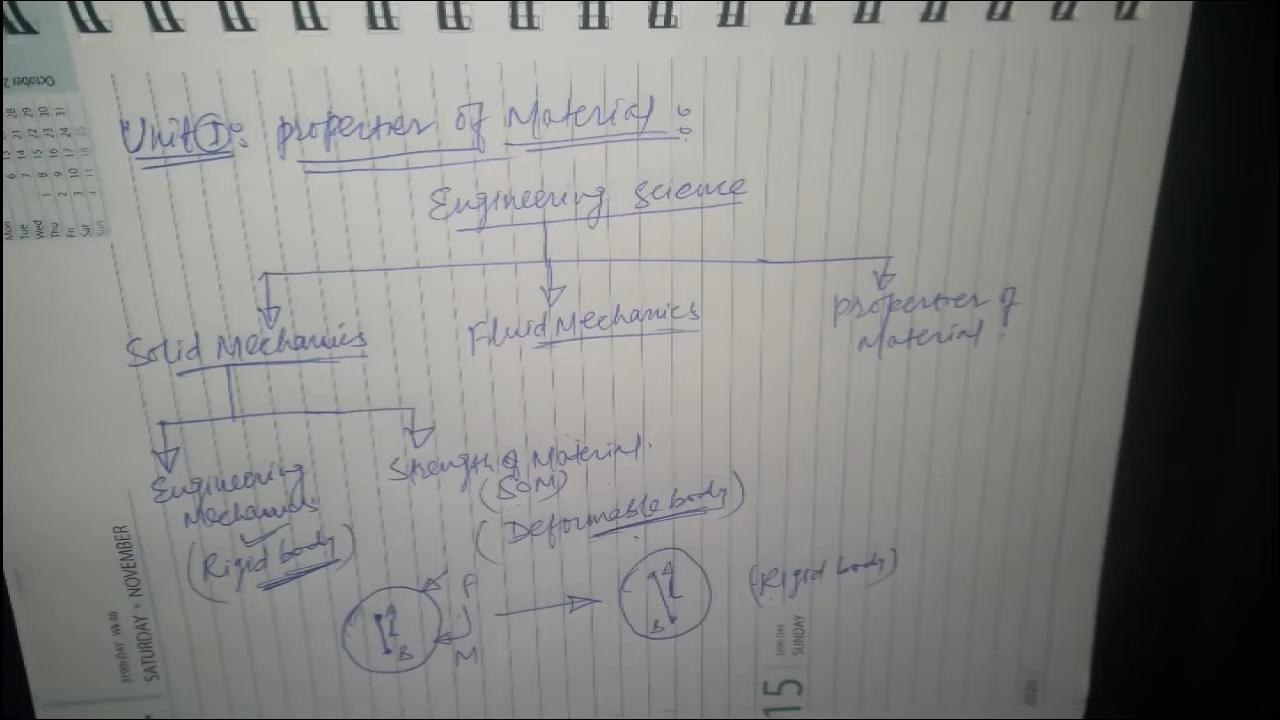 Unit I: properties of Material :
Engineering Science
Solid Mechanics
Fluid Mechanics
properties of
Material.
Engineering
Mechanics
(Rigid body)
Strength of Material.
(SOM)
(Deformable body)
F
M
A
B
A
B
(Rigid body)
October
Mon
Tue
Wed
Thu
Fri
Sat
Sun
SATURDAY • NOVEMBER
15
SUNDAY